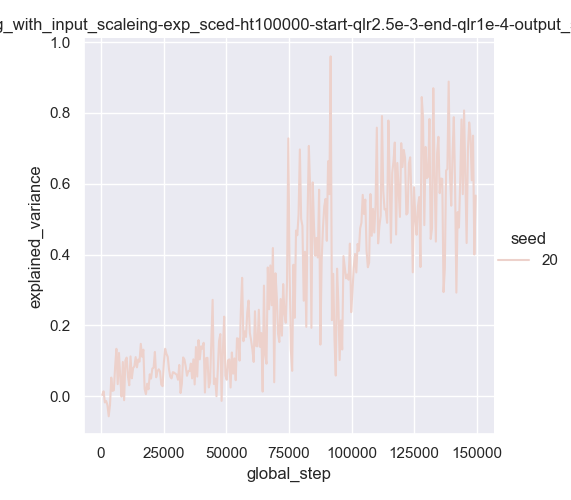 g_with_input_scaleing-exp_sced-ht100000-start-qlr2.5e-3-end-qlr1e-4-output_
1.0
0.8
0.6
0.4
0.2
0.0
explained_variance
seed
20
0 25000 50000 75000 100000 125000 150000
global_step